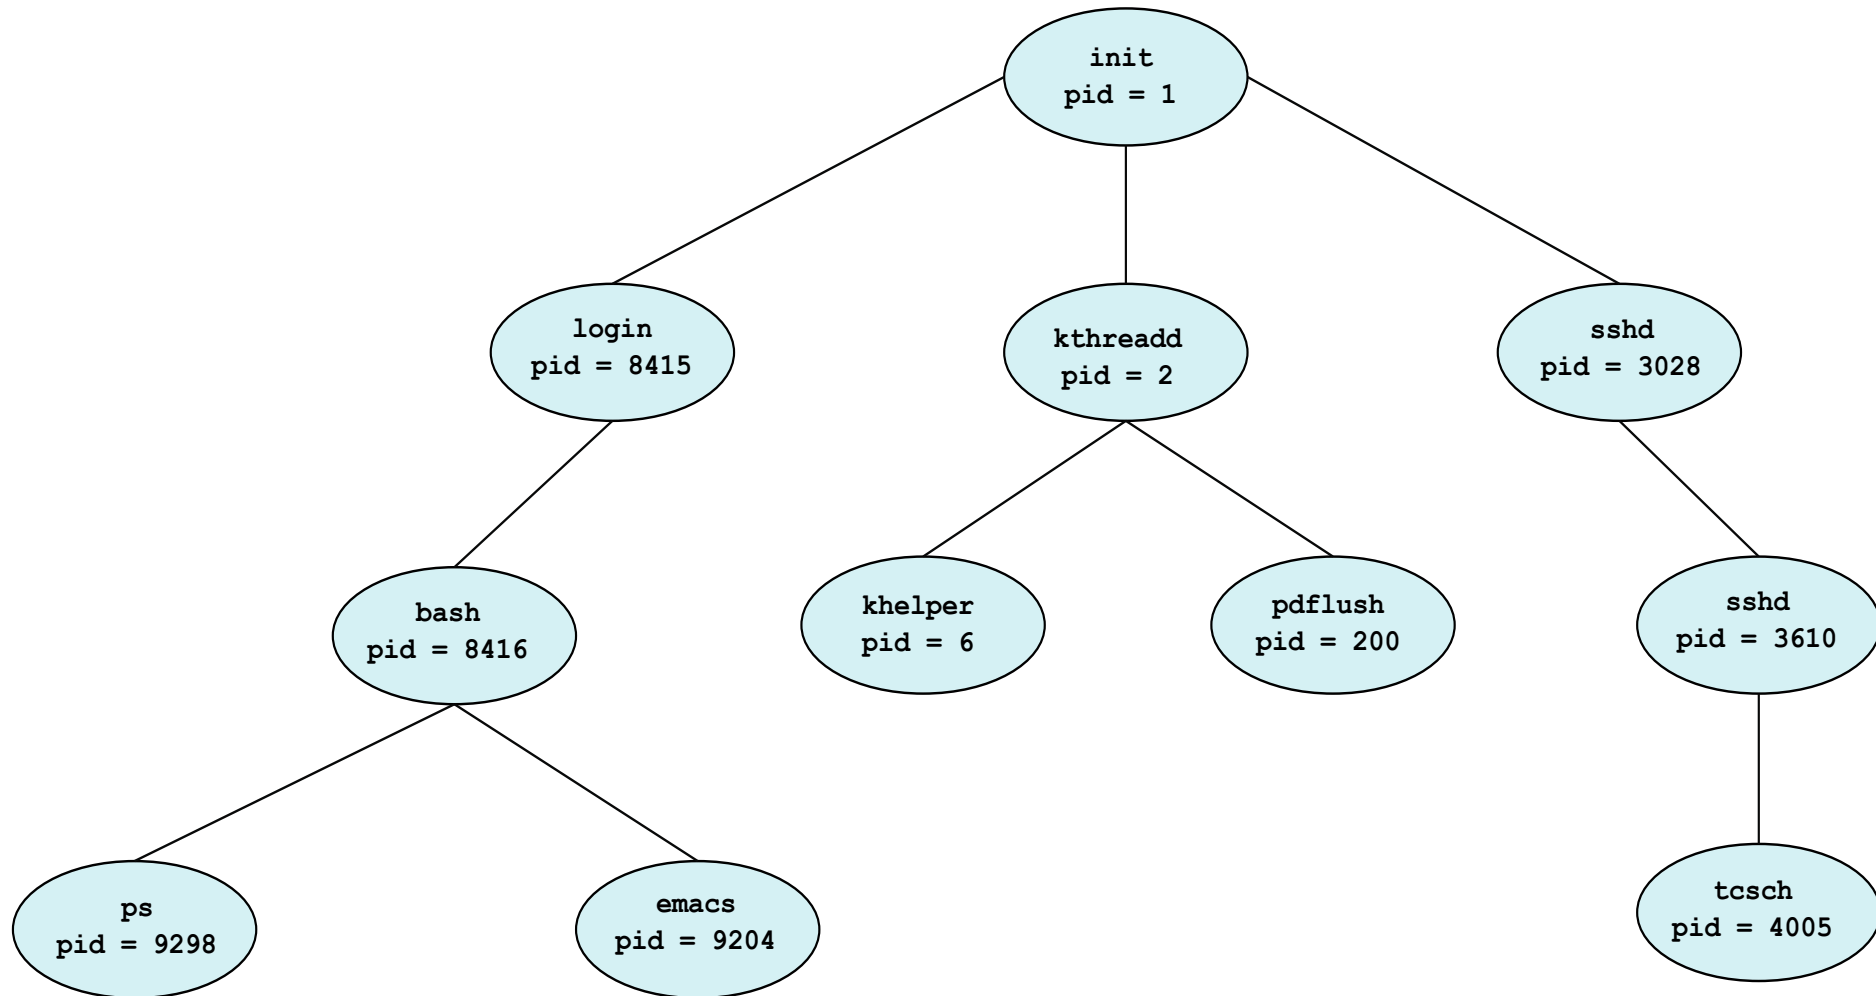 init
pid = 1
login
pid = 8415
kthreadd
pid = 2
sshd
pid = 3028
bash
pid = 8416
khelper
pid = 6
pdflush
pid = 200
sshd
pid = 3610
ps
pid = 9298
emacs
pid = 9204
tcsch
pid = 4005